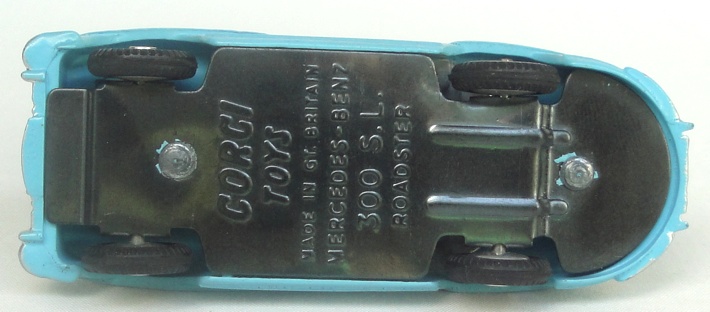 CORGI
TOYS
MADE IN GT. BRITAIN
MERCEDES-BENZ
300 S.L.
ROADSTER